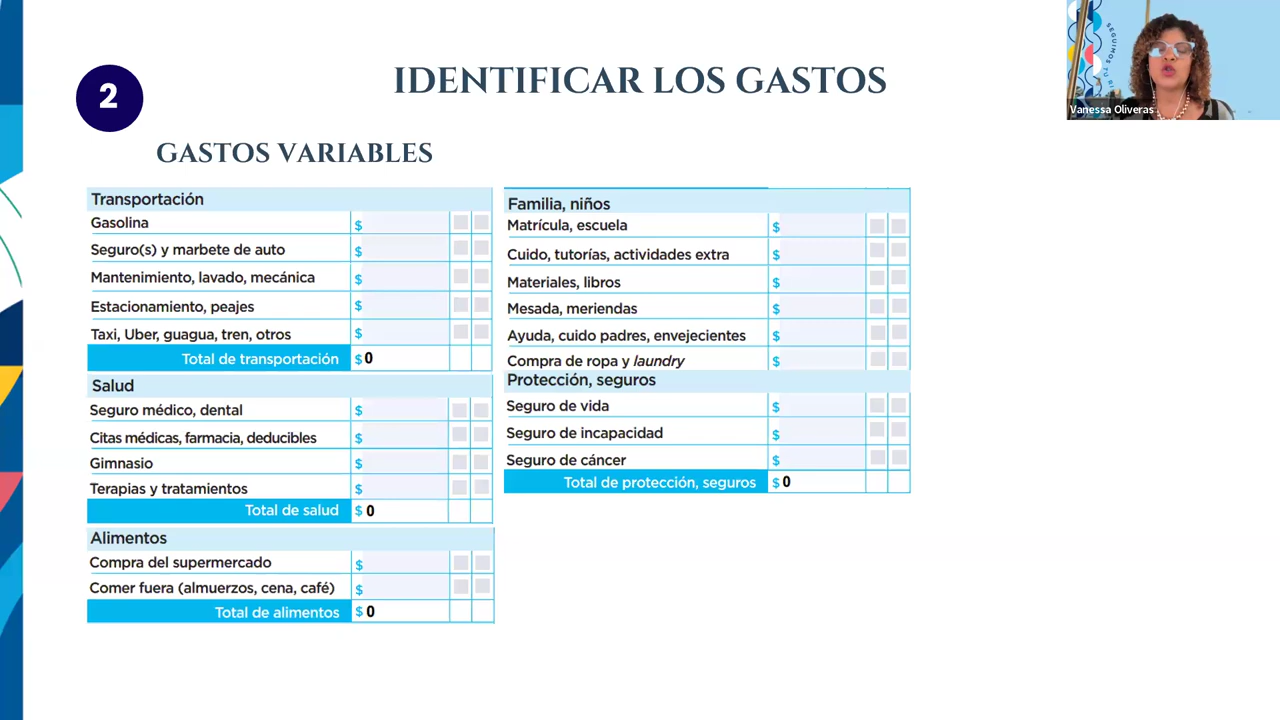 2
IDENTIFICAR LOS GASTOS
GASTOS VARIABLES
Transportación
Gasolina $
Seguro(s) y marbete de auto $
Mantenimiento, lavado, mecánica $
Estacionamiento, peajes $
Taxi, Uber, guagua, tren, otros $
Total de transportación $ 0
Salud
Seguro médico, dental $
Citas médicas, farmacia, deducibles $
Gimnasio $
Terapias y tratamientos $
Total de salud $ 0
Alimentos
Compra del supermercado $
Comer fuera (almuerzos, cena, café) $
Total de alimentos $ 0
Familia, niños
Matrícula, escuela $
Cuido, tutorías, actividades extra $
Materiales, libros $
Mesada, meriendas $
Ayuda, cuido padres, envejecientes $
Compra de ropa y laundry $
Protección, seguros
Seguro de vida $
Seguro de incapacidad $
Seguro de cáncer $
Total de protección, seguros $ 0
SEGUIMOS TU RI
Vanessa Oliveras